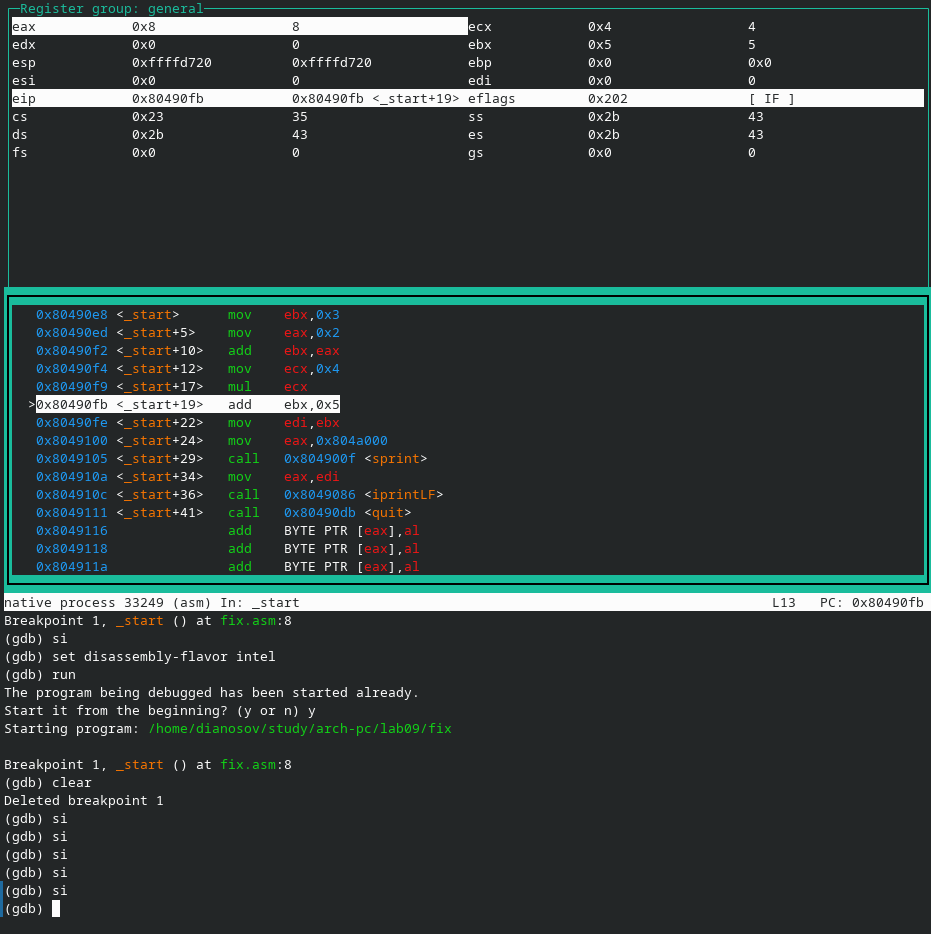 Register group: general
eax 0x8 8 ecx 0x4 4
edx 0x0 0 ebx 0x5 5
esp 0xffffd720 0xffffd720 ebp 0x0 0x0
esi 0x0 0 edi 0x0 0
eip 0x80490fb 0x80490fb <_start+19> eflags 0x202 [ IF ]
cs 0x23 35 ss 0x2b 43
ds 0x2b 43 es 0x2b 43
fs 0x0 0 gs 0x0 0
0x80490e8 <_start> mov ebx,0x3
0x80490ed <_start+5> mov eax,0x2
0x80490f2 <_start+10> add ebx,eax
0x80490f4 <_start+12> mov ecx,0x4
0x80490f9 <_start+17> mul ecx
>0x80490fb <_start+19> add ebx,0x5
0x80490fe <_start+22> mov edi,ebx
0x8049100 <_start+24> mov eax,0x804a000
0x8049105 <_start+29> call 0x804900f <sprint>
0x804910a <_start+34> mov eax,edi
0x804910c <_start+36> call 0x8049086 <iprintLF>
0x8049111 <_start+41> call 0x80490db <quit>
0x8049116 add BYTE PTR [eax],al
0x8049118 add BYTE PTR [eax],al
0x804911a add BYTE PTR [eax],al
native process 33249 (asm) In: _start L13 PC: 0x80490fb
Breakpoint 1, _start () at fix.asm:8
(gdb) si
(gdb) set disassembly-flavor intel
(gdb) run
The program being debugged has been started already.
Start it from the beginning? (y or n) y
Starting program: /home/dianosov/study/arch-pc/lab09/fix
Breakpoint 1, _start () at fix.asm:8
(gdb) clear
Deleted breakpoint 1
(gdb) si
(gdb) si
(gdb) si
(gdb) si
(gdb) si
(gdb)